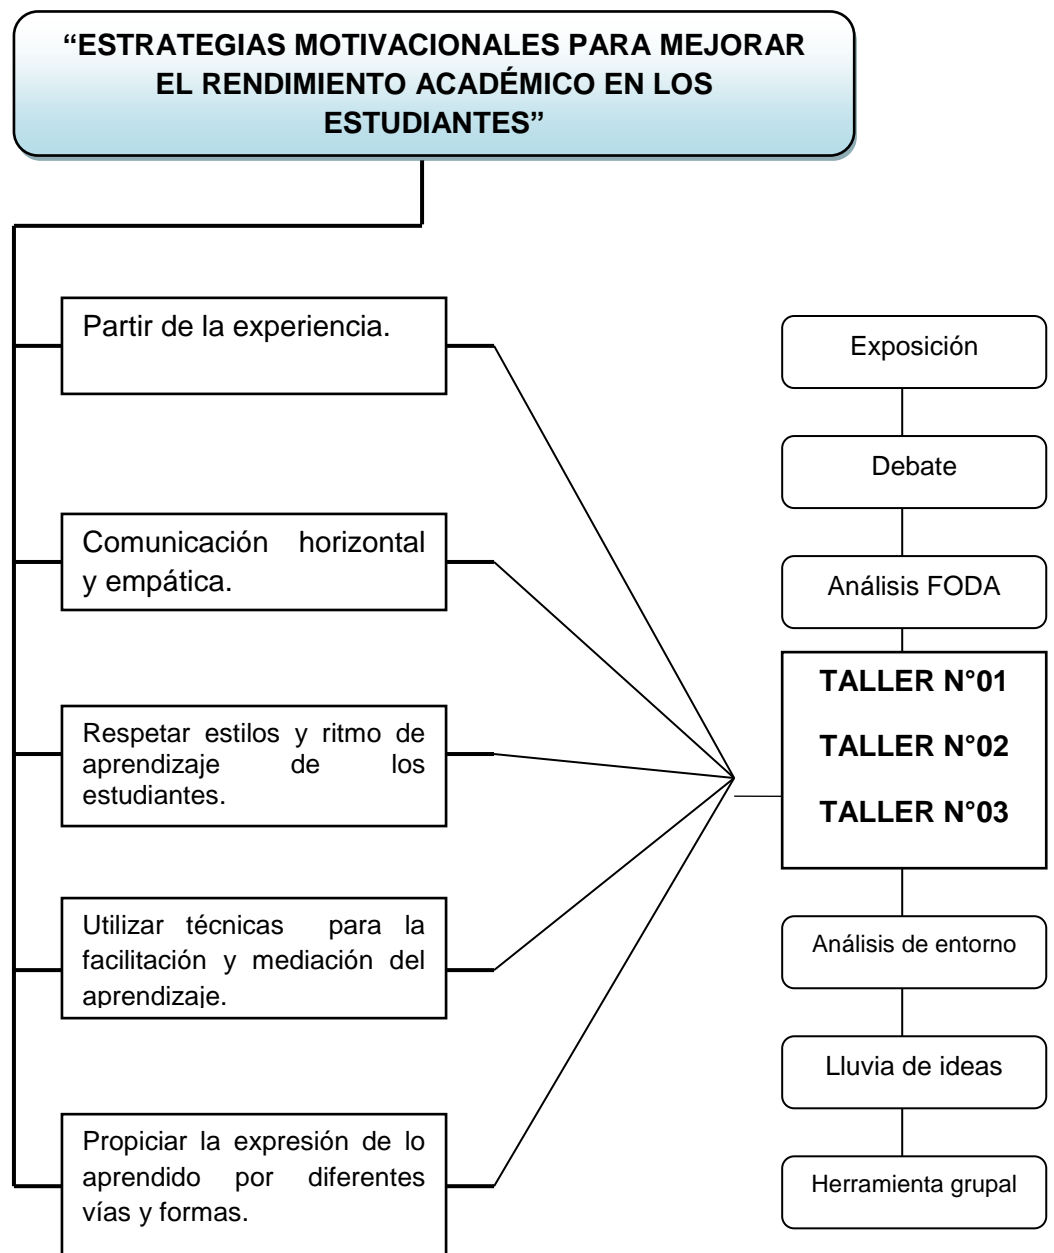 “ESTRATEGIAS MOTIVACIONALES PARA MEJORAR
EL RENDIMIENTO ACADÉMICO EN LOS
ESTUDIANTES”
Partir de la experiencia.
Comunicación horizontal
y empática.
Respetar estilos y ritmo de
aprendizaje de los
estudiantes.
Utilizar técnicas para la
facilitación y mediación del
aprendizaje.
Propiciar la expresión de lo
aprendido por diferentes
vías y formas.
Exposición
Debate
Análisis FODA
TALLER N°01
TALLER N°02
TALLER N°03
Análisis de entorno
Lluvia de ideas
Herramienta grupal